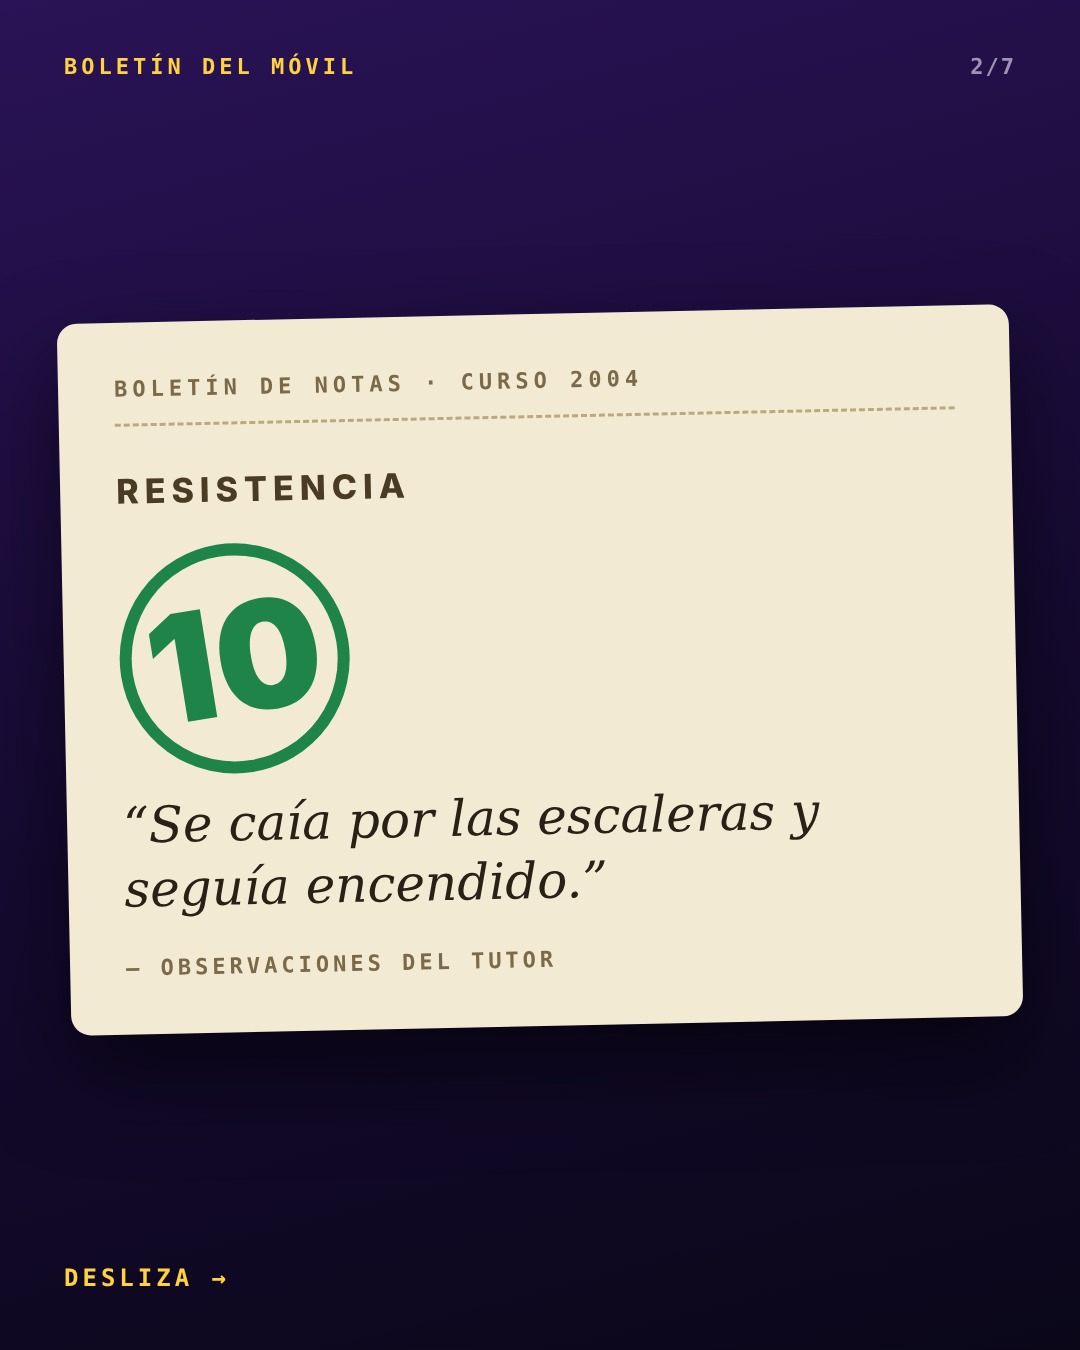 BOLETÍN DEL MÓVIL
2/7
BOLETÍN DE NOTAS · CURSO 2004
RESISTENCIA
10
“Se caía por las escaleras y
seguía encendido.”
— OBSERVACIONES DEL TUTOR
DESLIZA →